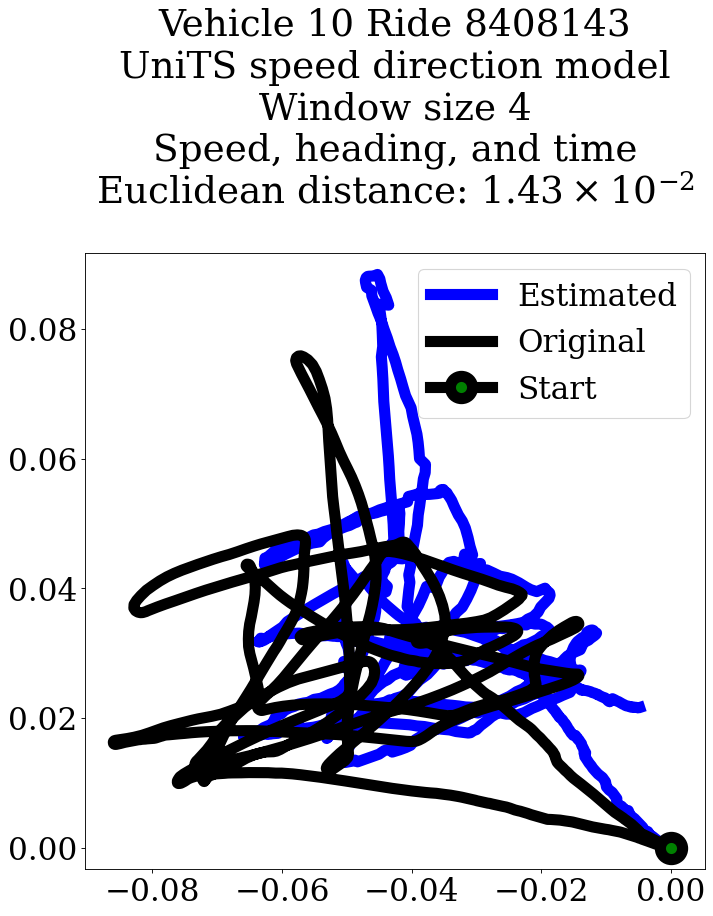 Vehicle 10 Ride 8408143
UniTS speed direction model
Window size 4
Speed, heading, and time
Euclidean distance: 1.43 × 10⁻²
Estimated
Original
Start
0.08
0.06
0.04
0.02
0.00
−0.08 −0.06 −0.04 −0.02 0.00